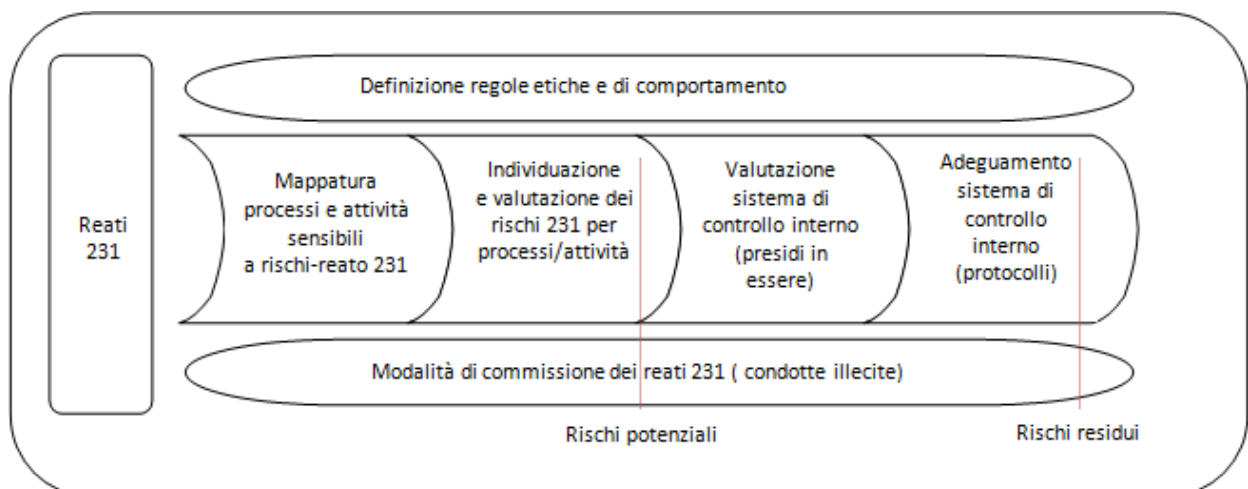 Definizione regole etiche e di comportamento
Reati
231
Mappatura
processi e attività
sensibili
a rischi-reato 231
Individuazione
e valutazione dei
rischi 231 per
processi/attività
Valutazione
sistema di
controllo interno
(presidi in
essere)
Adeguamento
sistema di
controllo
interno
(protocolli)
Modalità di commissione dei reati 231 ( condotte illecite)
Rischi potenziali
Rischi residui